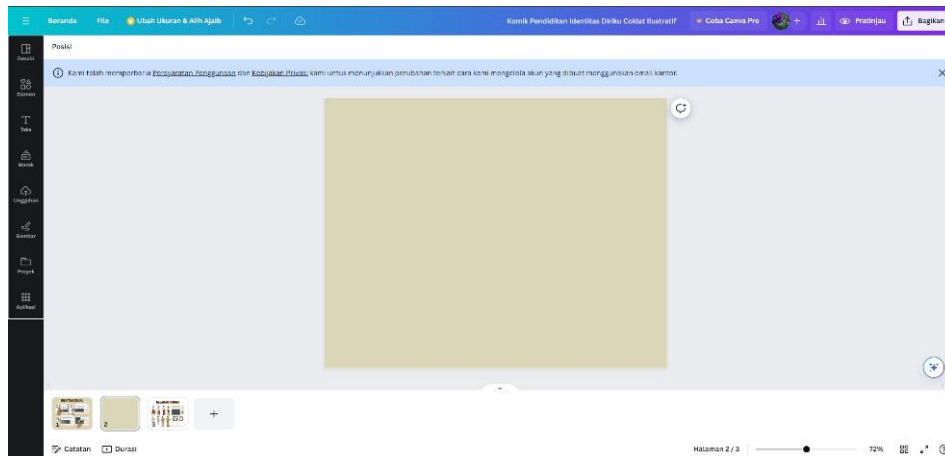 Beranda File Ubah Ukuran & Alih Ajaib Komik Pendidikan Identitas Diriku Coklat Ilustratif Coba Canva Pro + Pratinjau Bagikan
Desain
Posisi
Kami telah memperbarui Persyaratan Penggunaan dan Kebijakan Privasi kami untuk menunjukkan perubahan terkait cara kami mengelola akun yang dibuat menggunakan email kantor.
Elemen
Teks
Merek
Unggahan
Gambar
Proyek
Aplikasi
1 2 3 +
Catatan Durasi Halaman 2 / 3 72%